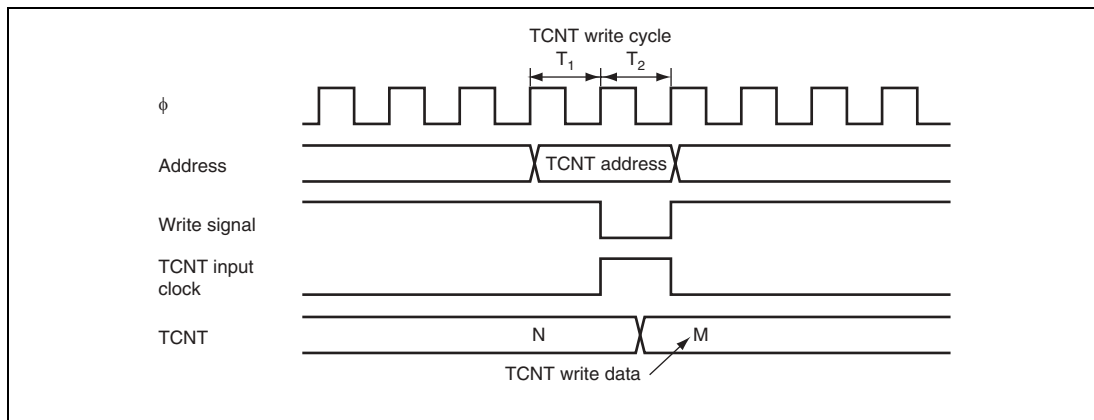 TCNT write cycle
T₁ T₂
ϕ
Address
TCNT address
Write signal
TCNT input
clock
TCNT
N
M
TCNT write data